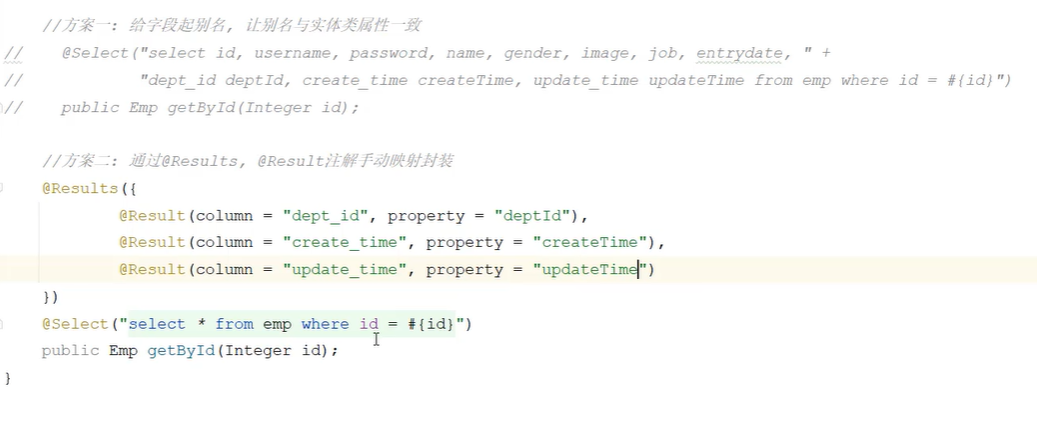 //方案一: 给字段起别名, 让别名与实体类属性一致
//    @Select("select id, username, password, name, gender, image, job, entrydate, " +
//            "dept_id deptId, create_time createTime, update_time updateTime from emp where id = #{id}")
//    public Emp getById(Integer id);
//方案二: 通过@Results, @Result注解手动映射封装
@Results({
        @Result(column = "dept_id", property = "deptId"),
        @Result(column = "create_time", property = "createTime"),
        @Result(column = "update_time", property = "updateTime")
})
@Select("select * from emp where id = #{id}")
public Emp getById(Integer id);
}